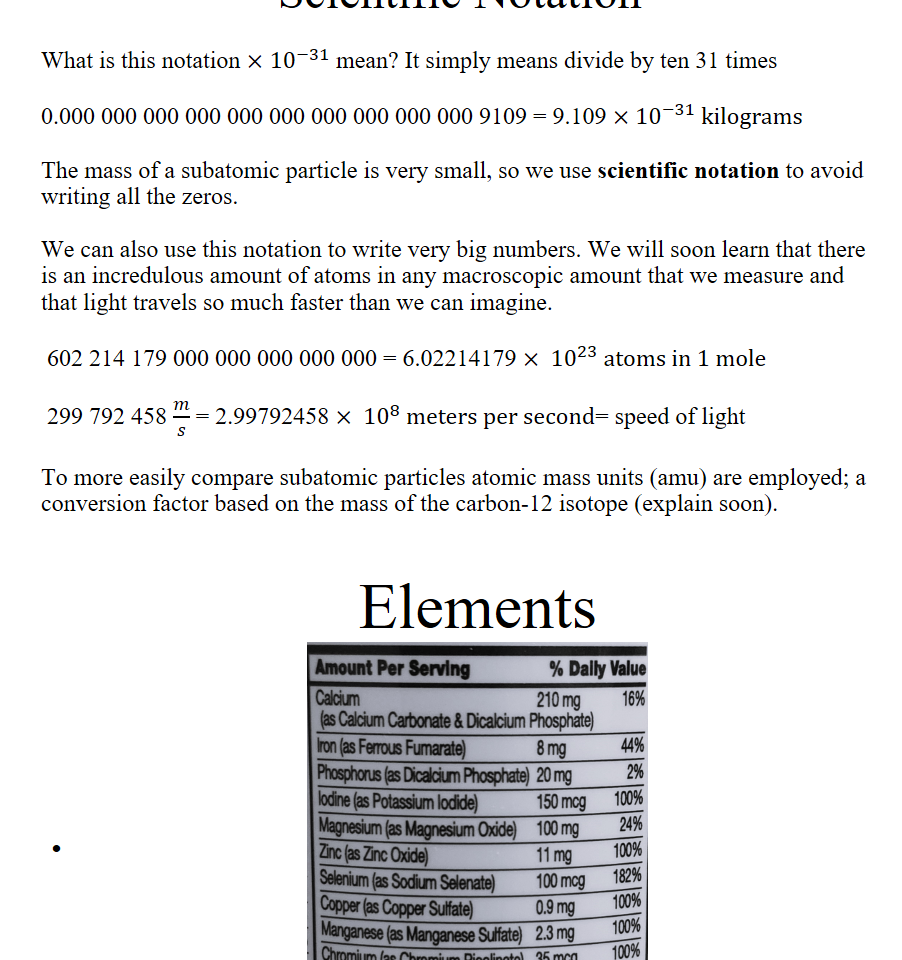 Scientific Notation
What is this notation × 10⁻³¹ mean? It simply means divide by ten 31 times
0.000 000 000 000 000 000 000 000 000 000 9109 = 9.109 × 10⁻³¹ kilograms
The mass of a subatomic particle is very small, so we use scientific notation to avoid
writing all the zeros.
We can also use this notation to write very big numbers. We will soon learn that there
is an incredulous amount of atoms in any macroscopic amount that we measure and
that light travels so much faster than we can imagine.
602 214 179 000 000 000 000 000 = 6.02214179 × 10²³ atoms in 1 mole
299 792 458 m/s = 2.99792458 × 10⁸ meters per second= speed of light
To more easily compare subatomic particles atomic mass units (amu) are employed; a
conversion factor based on the mass of the carbon-12 isotope (explain soon).
Elements
Amount Per Serving % Daily Value
Calcium 210 mg 16%
(as Calcium Carbonate & Dicalcium Phosphate)
Iron (as Ferrous Fumarate) 8 mg 44%
Phosphorus (as Dicalcium Phosphate) 20 mg 2%
Iodine (as Potassium Iodide) 150 mcg 100%
Magnesium (as Magnesium Oxide) 100 mg 24%
Zinc (as Zinc Oxide) 11 mg 100%
Selenium (as Sodium Selenate) 100 mcg 182%
Copper (as Copper Sulfate) 0.9 mg 100%
Manganese (as Manganese Sulfate) 2.3 mg 100%
Chromium (as Chromium Picolinate) 35 mcg 100%